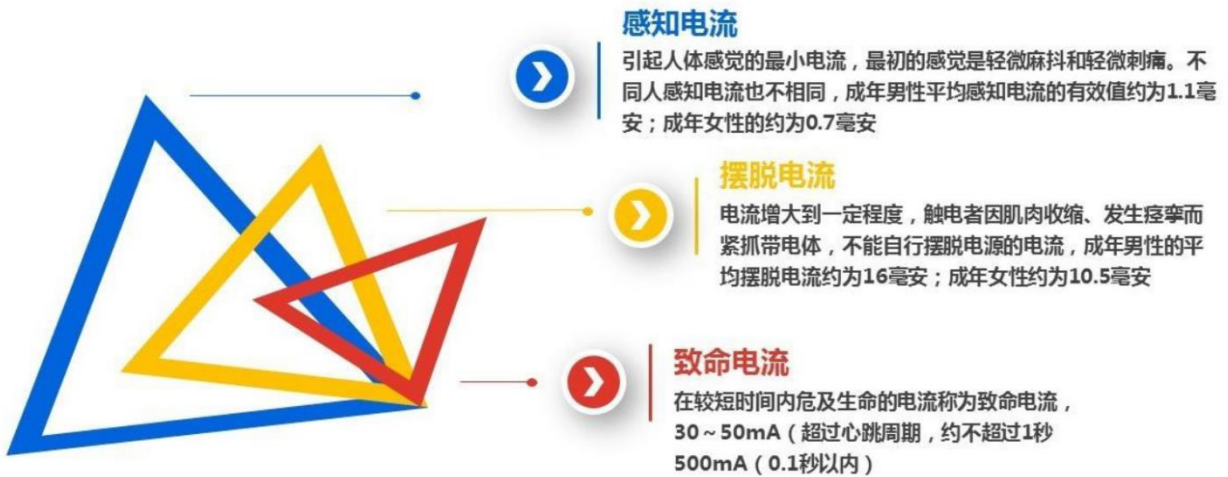 感知电流
引起人体感觉的最小电流，最初的感觉是轻微麻抖和轻微刺痛。不
同人感知电流也不相同，成年男性平均感知电流的有效值约为1.1毫
安；成年女性的约为0.7毫安
摆脱电流
电流增大到一定程度，触电者因肌肉收缩、发生痉挛而
紧抓带电体，不能自行摆脱电源的电流，成年男性的平
均摆脱电流约为16毫安；成年女性约为10.5毫安
致命电流
在较短时间内危及生命的电流称为致命电流，
30～50mA（超过心跳周期，约不超过1秒
500mA（0.1秒以内）